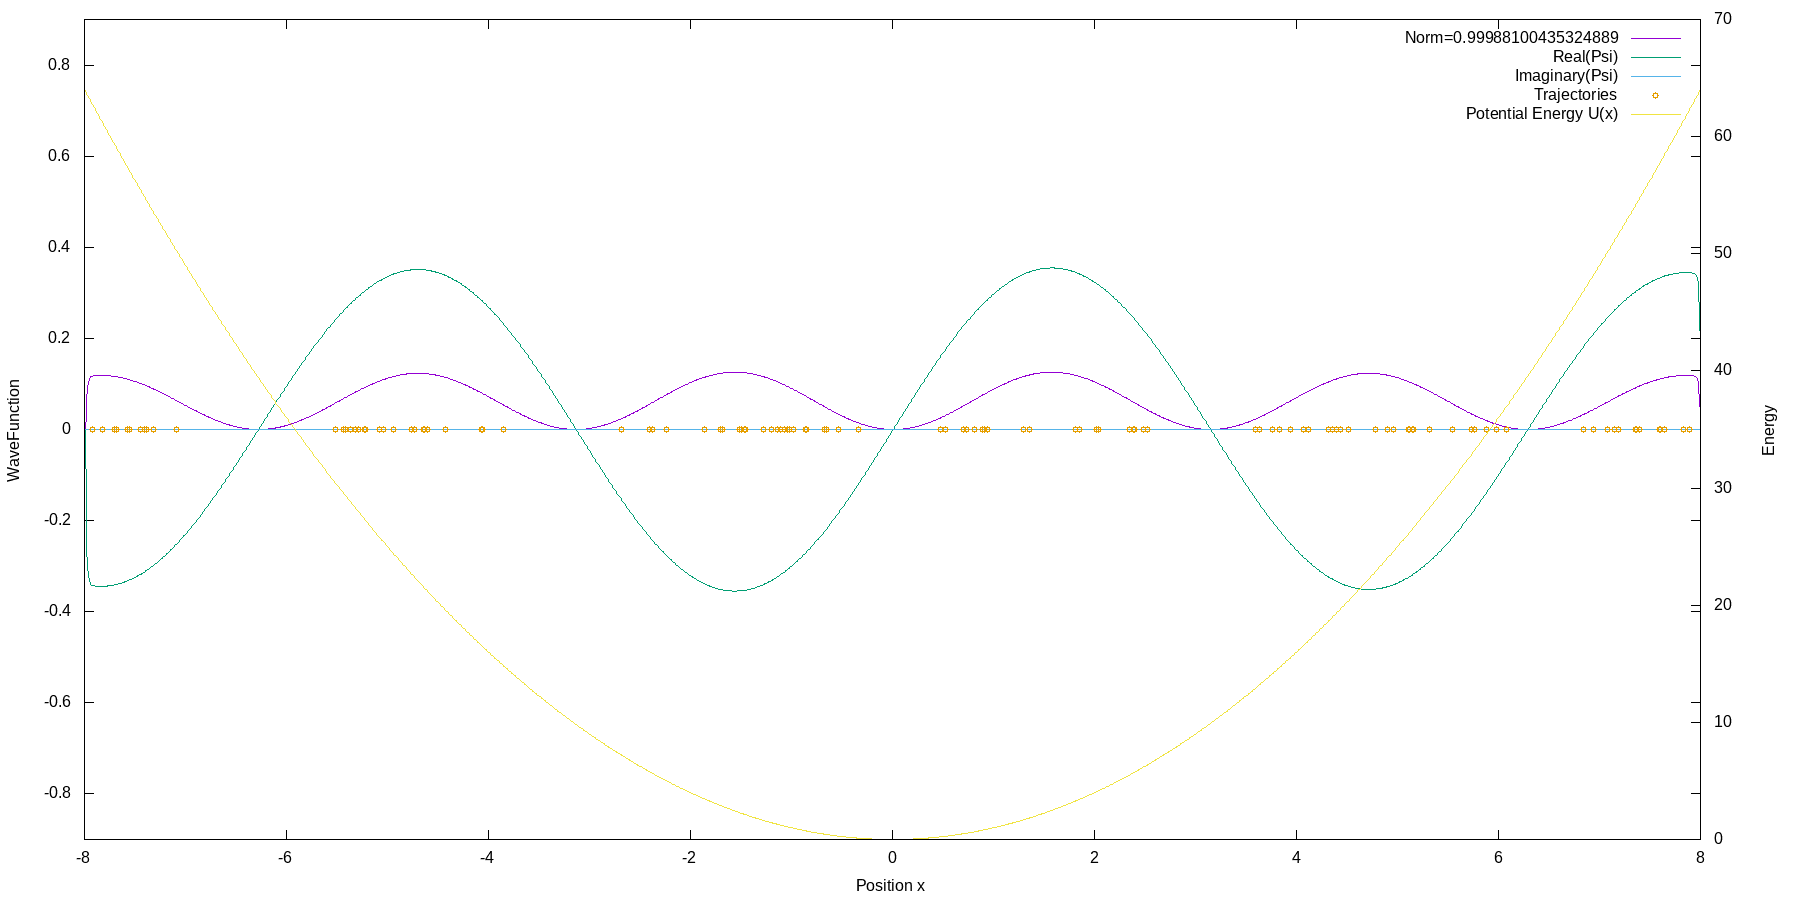 Norm=0.99988100435324889
Real(Psi)
Imaginary(Psi)
Trajectories
Potential Energy U(x)
0.8
0.6
0.4
0.2
0
-0.2
-0.4
-0.6
-0.8
WaveFunction
70
60
50
40
30
20
10
0
Energy
-8 -6 -4 -2 0 2 4 6 8
Position x